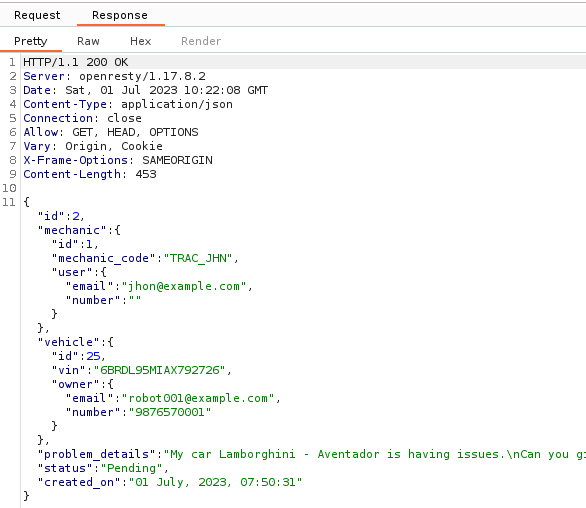 Request Response
Pretty Raw Hex Render
1 HTTP/1.1 200 OK
2 Server: openresty/1.17.8.2
3 Date: Sat, 01 Jul 2023 10:22:08 GMT
4 Content-Type: application/json
5 Connection: close
6 Allow: GET, HEAD, OPTIONS
7 Vary: Origin, Cookie
8 X-Frame-Options: SAMEORIGIN
9 Content-Length: 453
10
11 {
"id":2,
"mechanic":{
"id":1,
"mechanic_code":"TRAC_JHN",
"user":{
"email":"jhon@example.com",
"number":""
}
},
"vehicle":{
"id":25,
"vin":"6BRDL95MIAX792726",
"owner":{
"email":"robot001@example.com",
"number":"9876570001"
}
},
"problem_details":"My car Lamborghini - Aventador is having issues.\nCan you
"status":"Pending",
"created_on":"01 July, 2023, 07:50:31"
}